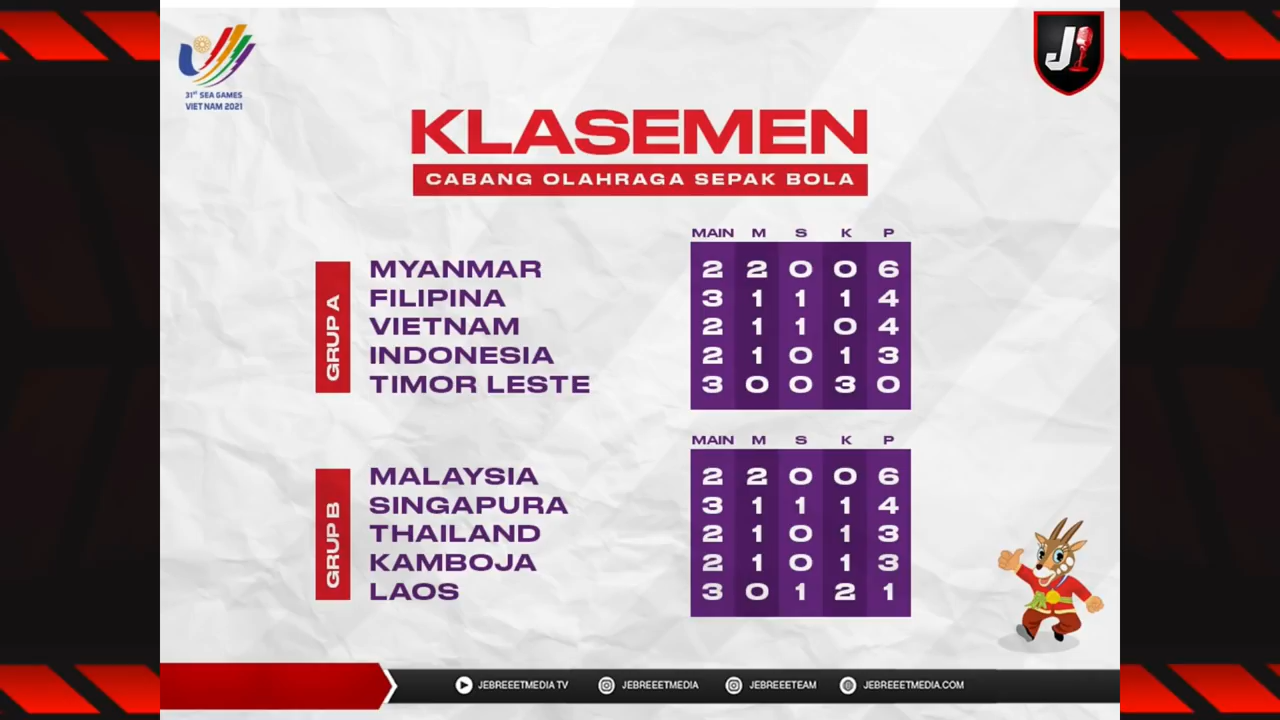 31st SEA GAMES
VIET NAM 2021
J1
KLASEMEN
CABANG OLAHRAGA SEPAK BOLA
GRUP A
MAIN M S K P
MYANMAR 2 2 0 0 6
FILIPINA 3 1 1 1 4
VIETNAM 2 1 1 0 4
INDONESIA 2 1 0 1 3
TIMOR LESTE 3 0 0 3 0
GRUP B
MAIN M S K P
MALAYSIA 2 2 0 0 6
SINGAPURA 3 1 1 1 4
THAILAND 2 1 0 1 3
KAMBOJA 2 1 0 1 3
LAOS 3 0 1 2 1
JEBREEETMEDIA TV JEBREEETMEDIA JEBREEETEAM JEBREEETMEDIA.COM